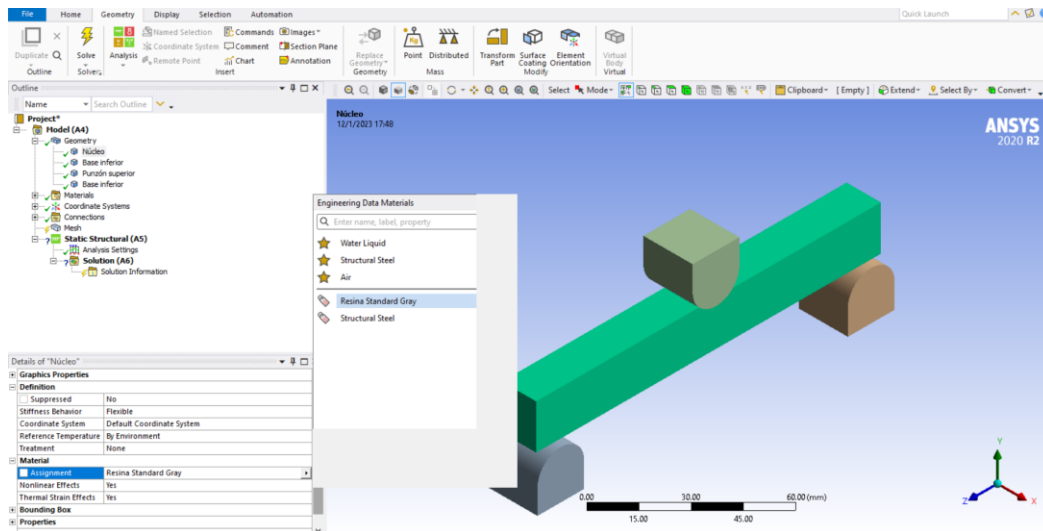 File Home Geometry Display Selection Automation Quick Launch
Duplicate Q Solve Analysis Named Selection Commands Images
Coordinate System Comment Section Plane
Remote Point Chart Annotation
Replace Geometry Point Distributed Transform Part Surface Coating Element Orientation Virtual Body
Outline Solver Insert Geometry Mass Modify Virtual
Outline
Select Mode Clipboard [ Empty ] Extend Select By Convert
Name Search Outline
Project*
Model (A4)
Geometry
Núcleo
Base inferior
Punzón superior
Base inferior
Materials
Coordinate Systems
Connections
Mesh
Static Structural (A5)
Analysis Settings
Solution (A6)
Solution Information
Núcleo
12/1/2023 17:48
ANSYS
2020 R2
Engineering Data Materials
Enter name, label, property
Water Liquid
Structural Steel
Air
Resina Standard Gray
Structural Steel
Details of "Núcleo"
Graphics Properties
Definition
Suppressed No
Stiffness Behavior Flexible
Coordinate System Default Coordinate System
Reference Temperature By Environment
Treatment None
Material
Assignment Resina Standard Gray
Nonlinear Effects Yes
Thermal Strain Effects Yes
Bounding Box
Properties
0.00 30.00 60.00 (mm)
15.00 45.00
Y
Z X